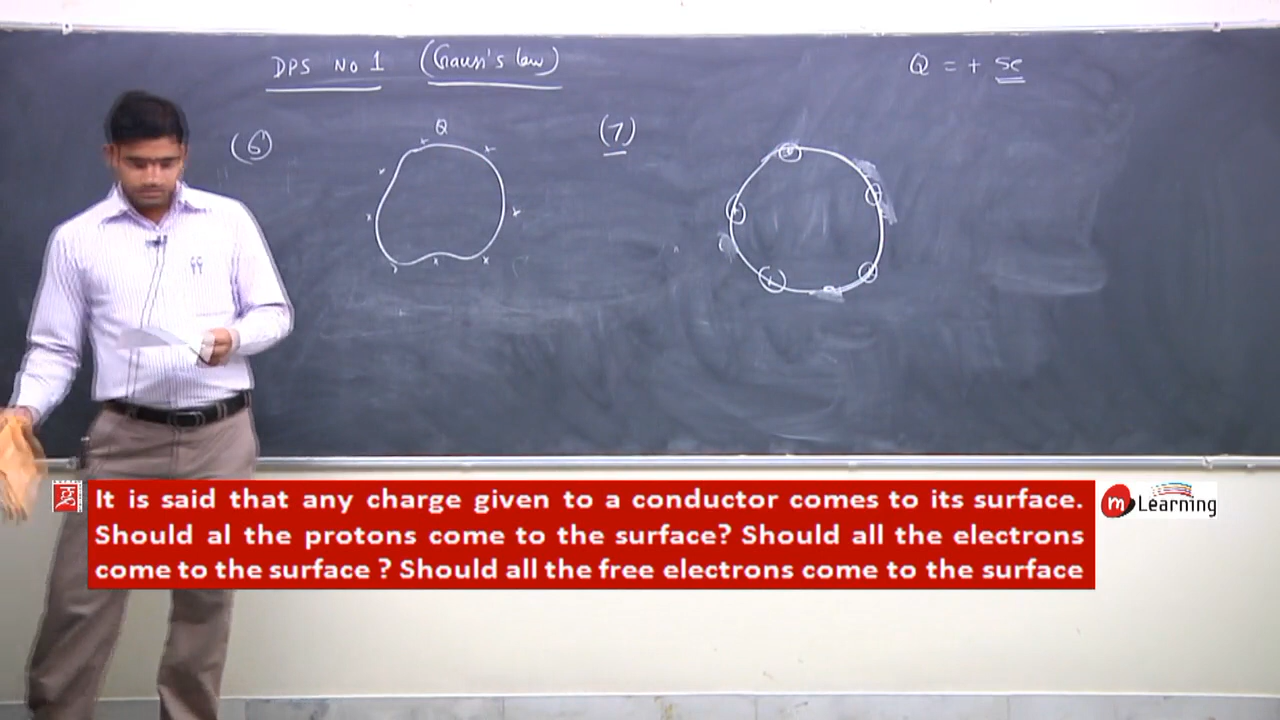 DPS NO 1 (Gauss's law)
Q = + 5e
(6)
Q
(7)
It is said that any charge given to a conductor comes to its surface.
Should al the protons come to the surface? Should all the electrons
come to the surface ? Should all the free electrons come to the surface
m Learning